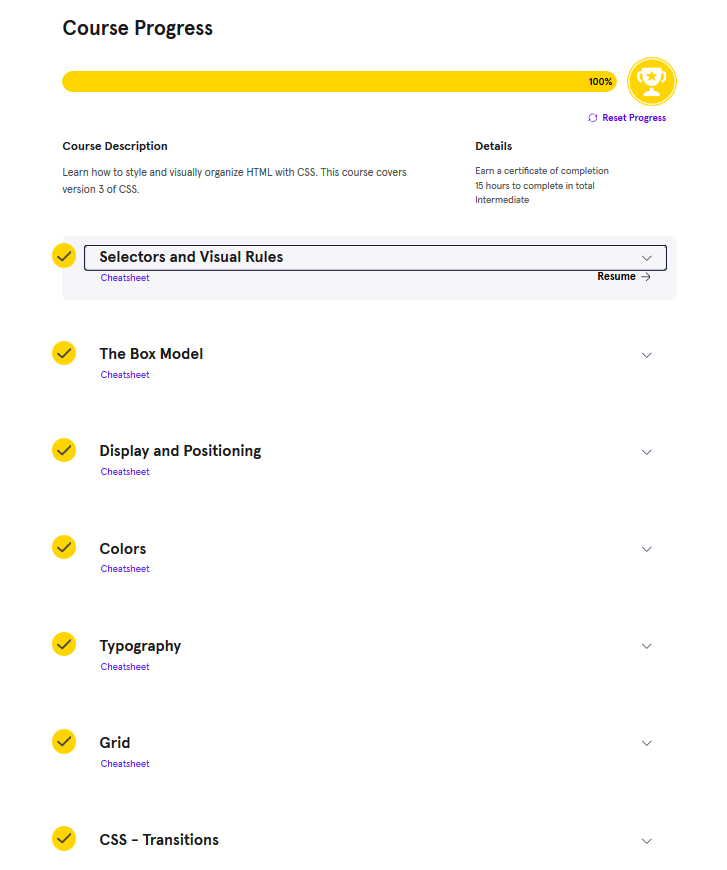 Course Progress
100%
Reset Progress
Course Description
Learn how to style and visually organize HTML with CSS. This course covers
version 3 of CSS.
Details
Earn a certificate of completion
15 hours to complete in total
Intermediate
Selectors and Visual Rules
Cheatsheet
Resume
The Box Model
Cheatsheet
Display and Positioning
Cheatsheet
Colors
Cheatsheet
Typography
Cheatsheet
Grid
Cheatsheet
CSS - Transitions